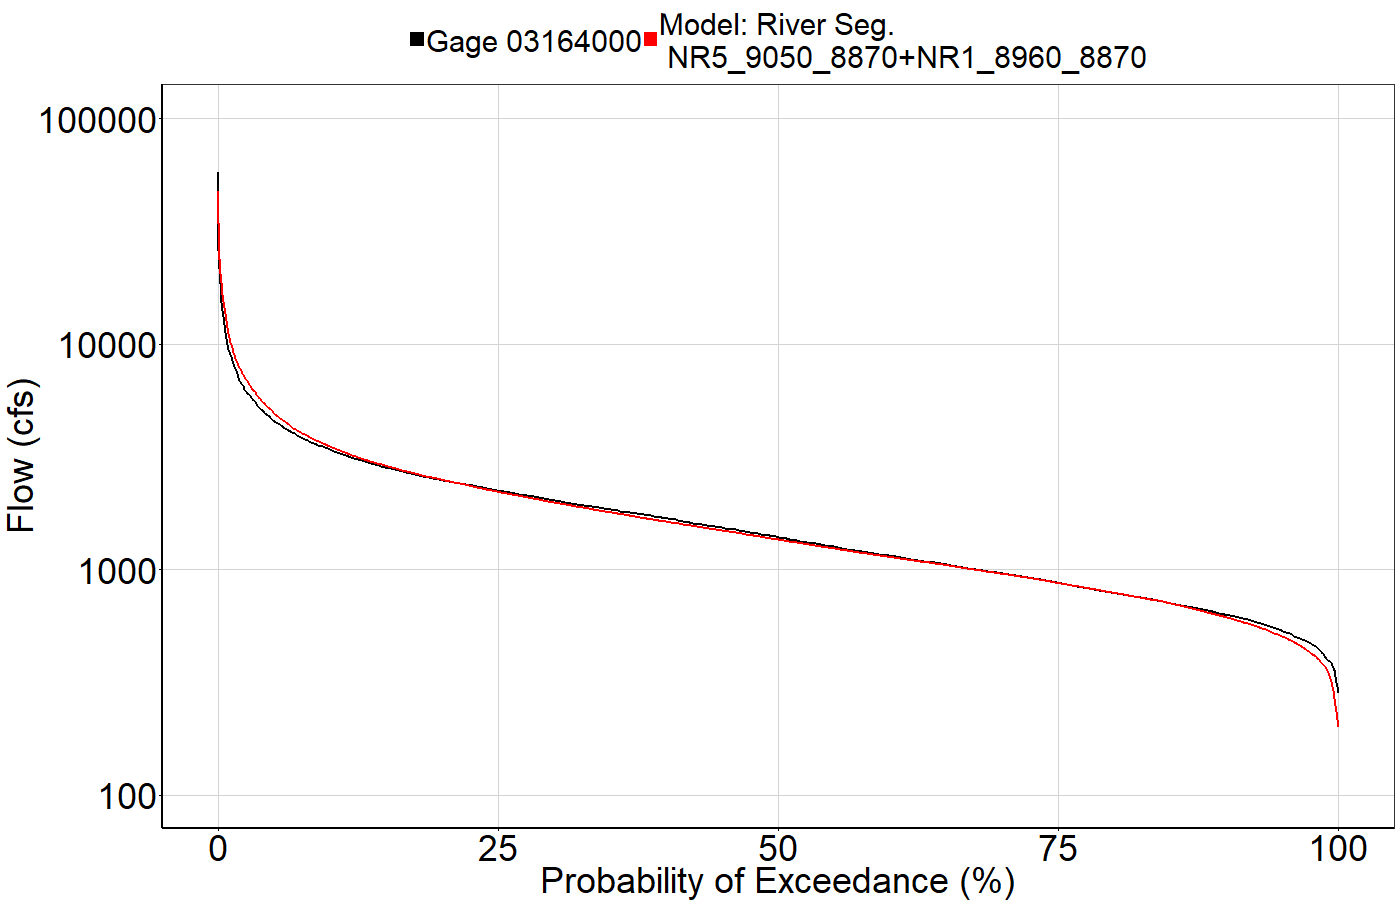 Gage 03164000
Model: River Seg.
NR5_9050_8870+NR1_8960_8870
Flow (cfs)
100000
10000
1000
100
0 25 50 75 100
Probability of Exceedance (%)